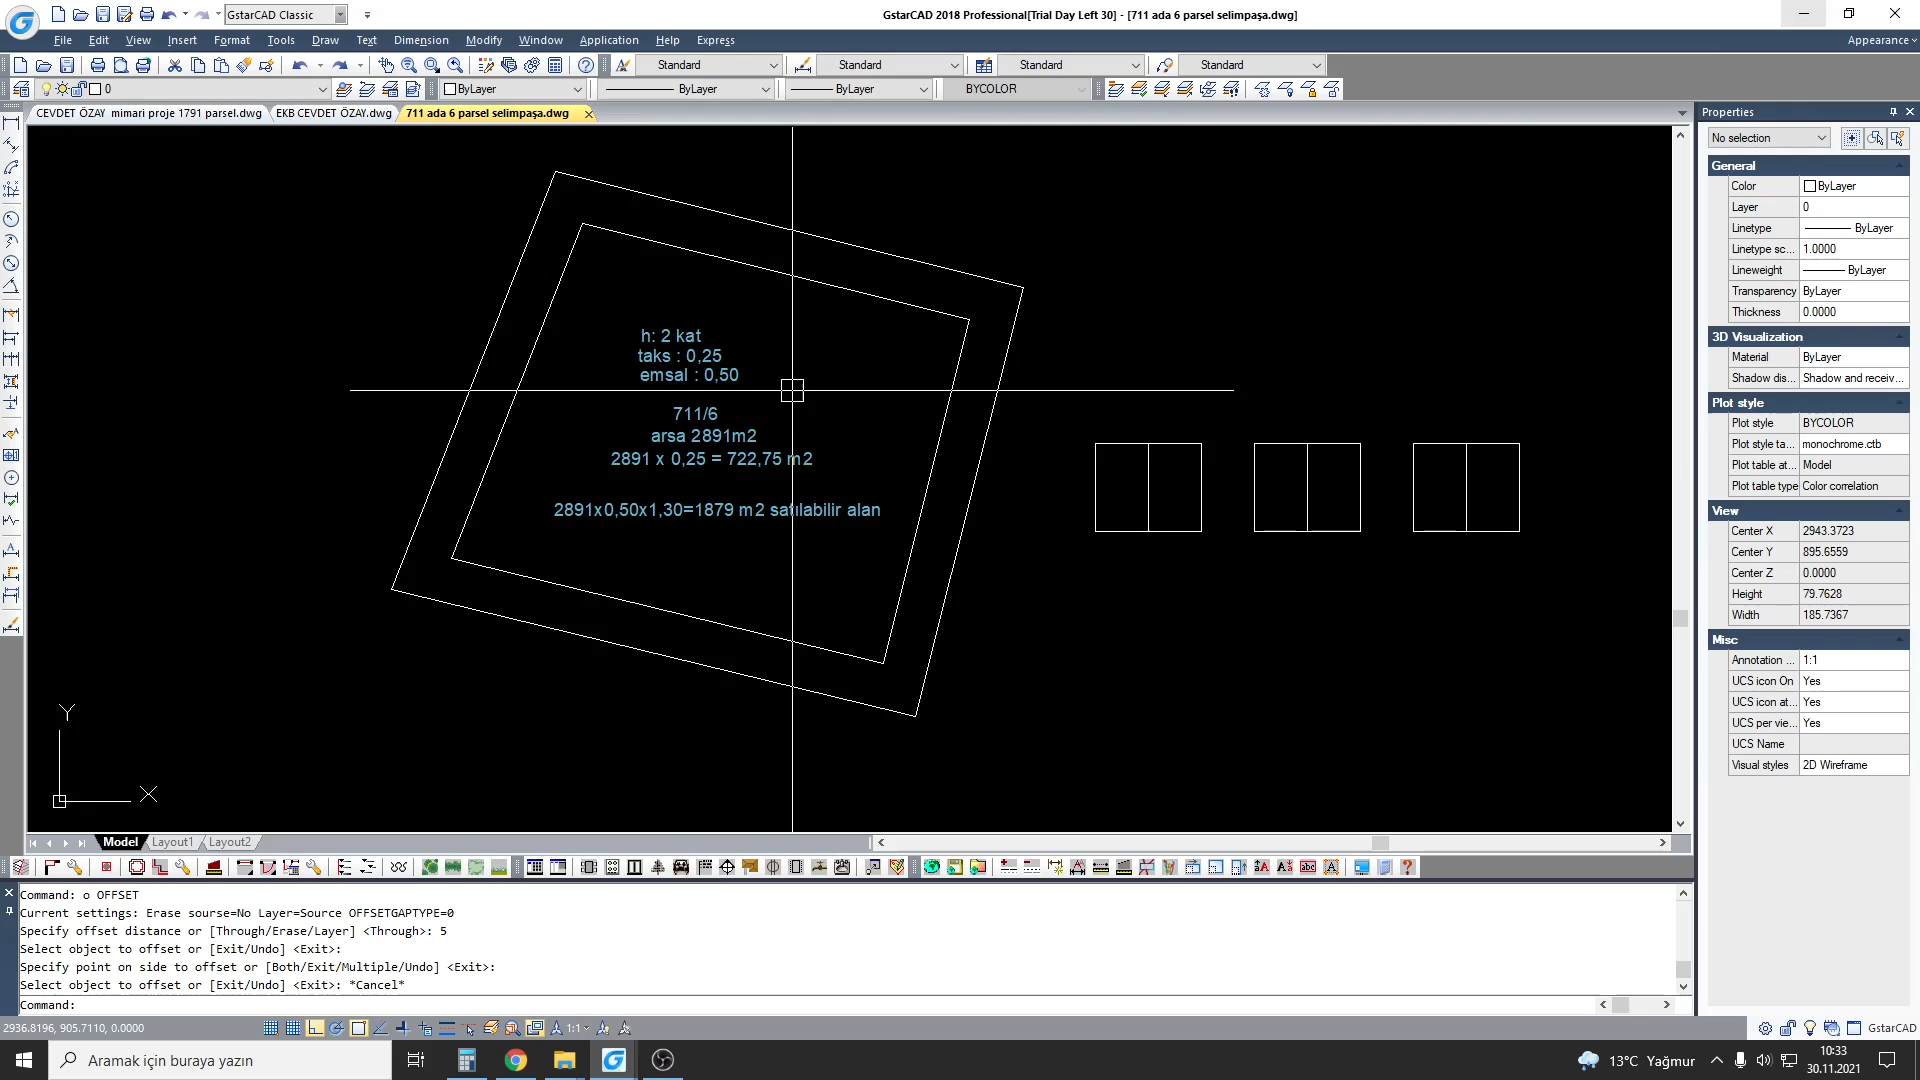 GstarCAD Classic
GstarCAD 2018 Professional[Trial Day Left 30] - [711 ada 6 parsel selimpaşa.dwg]
File Edit View Insert Format Tools Draw Text Dimension Modify Window Application Help Express
Appearance
Standard Standard Standard Standard
0 ByLayer ByLayer ByLayer BYCOLOR
CEVDET ÖZAY mimari proje 1791 parsel.dwg EKB CEVDET ÖZAY.dwg 711 ada 6 parsel selimpaşa.dwg
h: 2 kat
taks : 0,25
emsal : 0,50
711/6
arsa 2891m2
2891 x 0,25 = 722,75 m2
2891x0,50x1,30=1879 m2 satılabilir alan
Y
X
Model Layout1 Layout2
Properties
No selection
General
Color ByLayer
Layer 0
Linetype ByLayer
Linetype sc... 1.0000
Lineweight ByLayer
Transparency ByLayer
Thickness 0.0000
3D Visualization
Material ByLayer
Shadow dis... Shadow and receiv...
Plot style
Plot style BYCOLOR
Plot style ta... monochrome.ctb
Plot table at... Model
Plot table type Color correlation
View
Center X 2943.3723
Center Y 895.6559
Center Z 0.0000
Height 79.7628
Width 185.7367
Misc
Annotation ... 1:1
UCS icon On Yes
UCS icon at... Yes
UCS per vie... Yes
UCS Name
Visual styles 2D Wireframe
Command: o OFFSET
Current settings: Erase sourse=No Layer=Source OFFSETGAPTYPE=0
Specify offset distance or [Through/Erase/Layer] <Through>: 5
Select object to offset or [Exit/Undo] <Exit>:
Specify point on side to offset or [Both/Exit/Multiple/Undo] <Exit>:
Select object to offset or [Exit/Undo] <Exit>: *Cancel*
Command:
2936.8196, 905.7110, 0.0000
1:1
GstarCAD
Aramak için buraya yazın
13°C Yağmur
10:33
30.11.2021